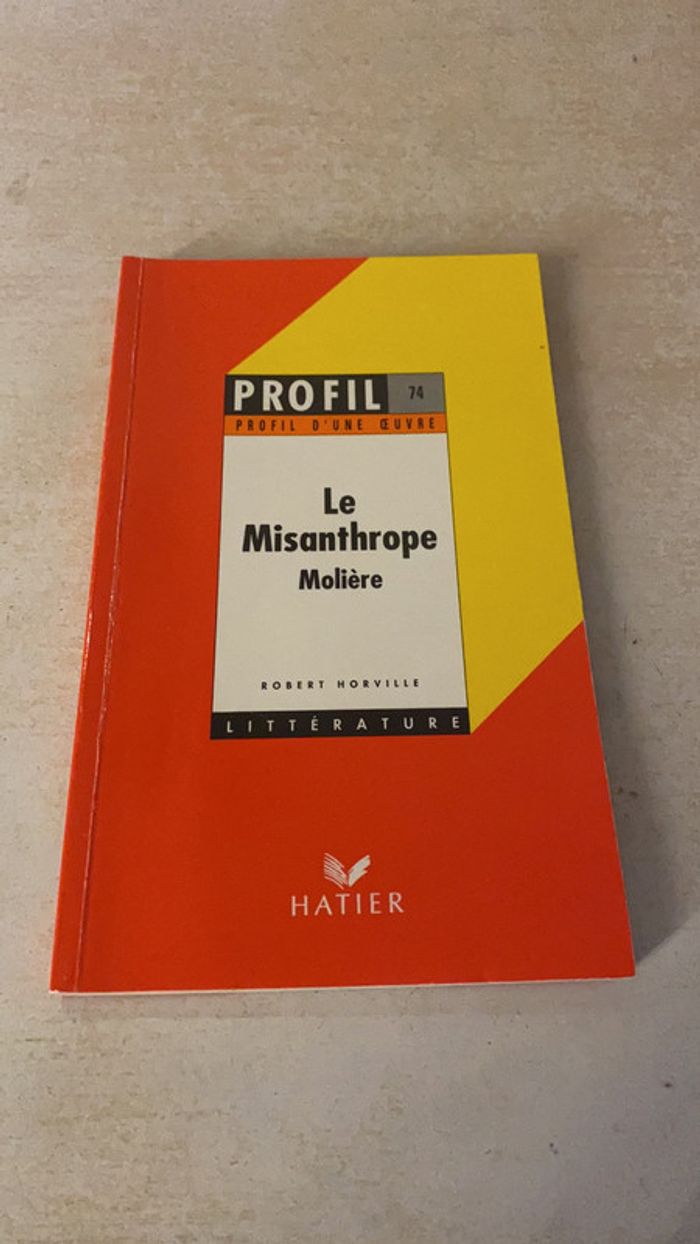 PROFIL 74
PROFIL D'UNE ŒUVRE
Le
Misanthrope
Molière
ROBERT HORVILLE
LITTÉRATURE
HATIER